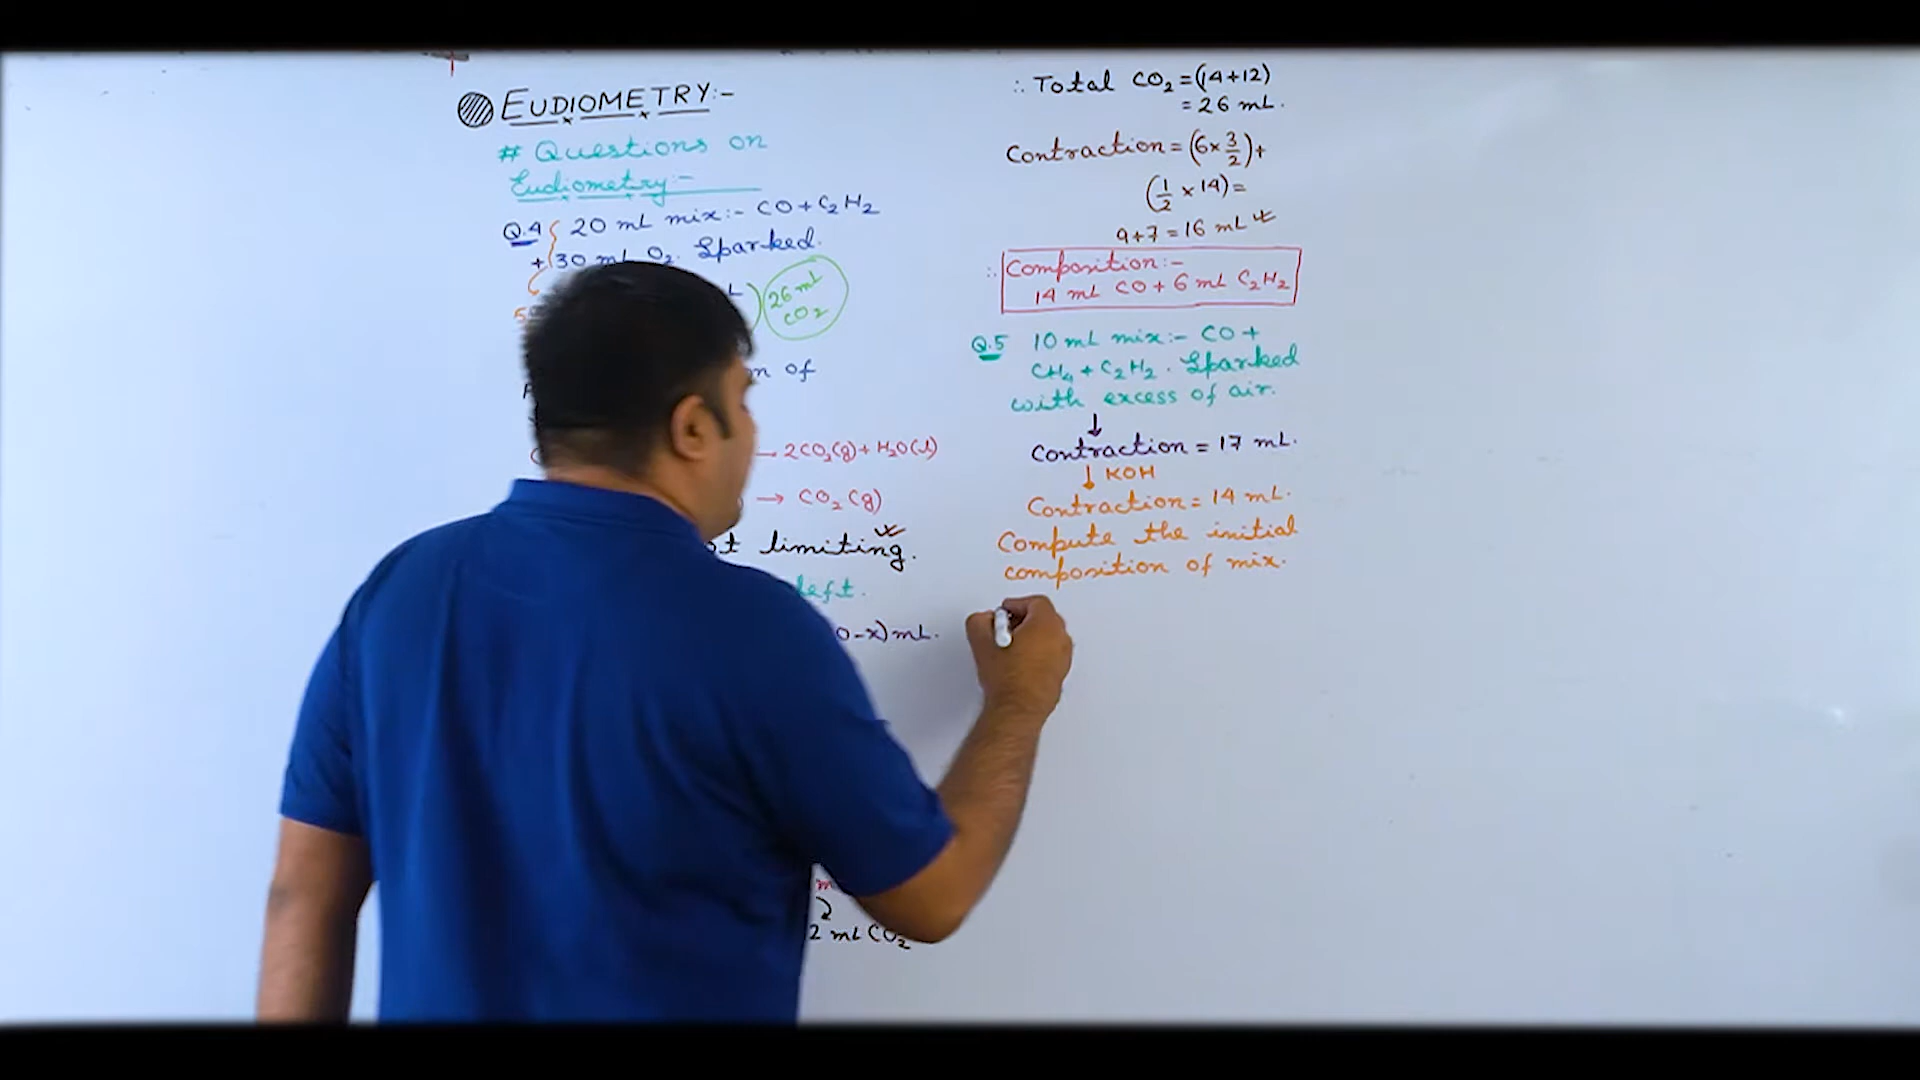 EUDIOMETRY:-
# Questions on
Eudiometry:-
Q.4 20 mL mix:- CO + C2H2
+ 30 mL O2. Sparked.
26 mL
CO2
of
→ 2CO2(g) + H2O(l)
→ CO2(g)
limiting.
left.
-x) mL.
2 mL CO2
∴ Total CO2 = (14+12)
= 26 mL.
Contraction = (6×3/2)+
(1/2 × 14) =
9+7 = 16 mL
∴ Composition:-
14 mL CO + 6 mL C2H2
Q.5 10 mL mix:- CO +
CH4 + C2H2. Sparked
with excess of air.
↓
Contraction = 17 mL.
↓ KOH
Contraction = 14 mL.
Compute the initial
composition of mix.